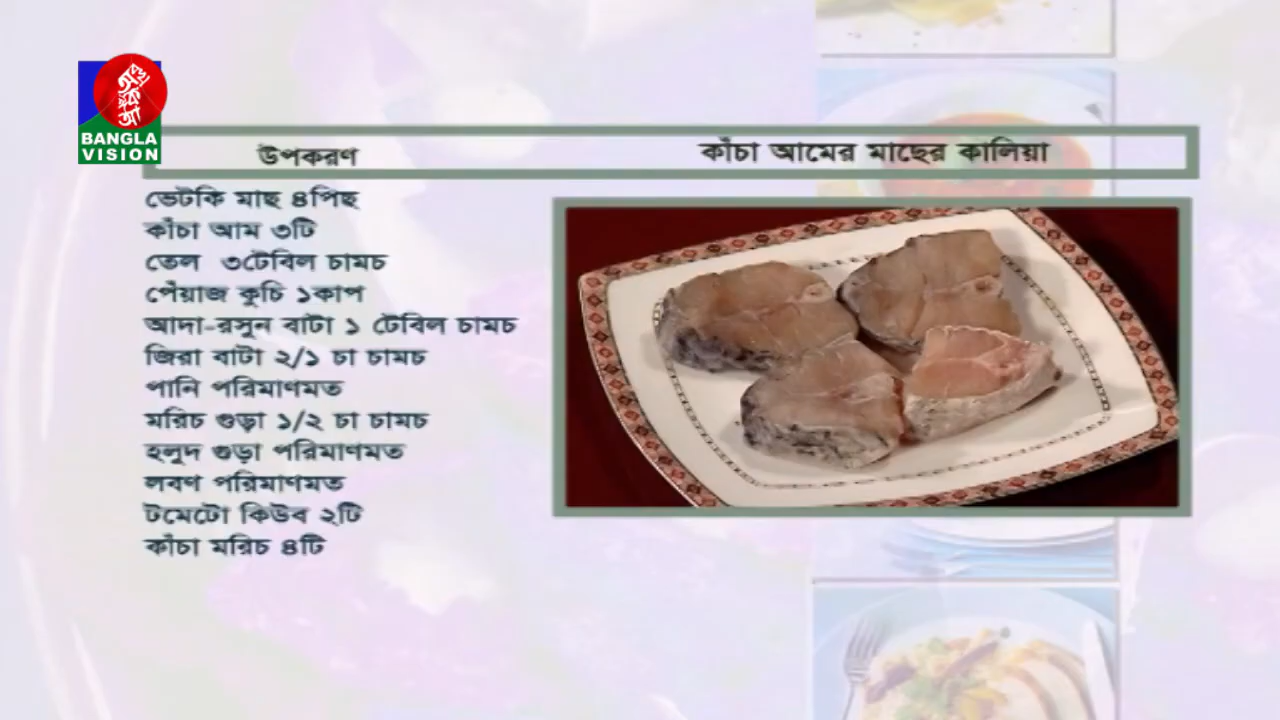 BANGLA
VISION
উপকরণ
কাঁচা আমের মাছের কালিয়া
ভেটকি মাছ ৪পিছ
কাঁচা আম ৩টি
তেল ৩টেবিল চামচ
পেঁয়াজ কুচি ১কাপ
আদা-রসুন বাটা ১ টেবিল চামচ
জিরা বাটা ২/১ চা চামচ
পানি পরিমাণমত
মরিচ গুড়া ১/২ চা চামচ
হলুদ গুড়া পরিমাণমত
লবণ পরিমাণমত
টমেটো কিউব ২টি
কাঁচা মরিচ ৪টি